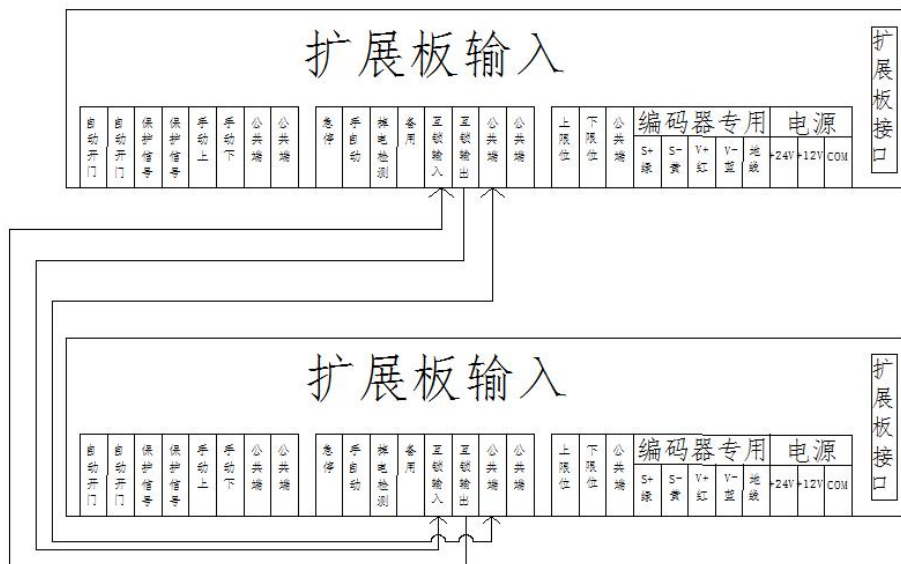 扩展板输入
扩展板接口
自动开门 自动开门 保护信号 保护信号 手动上 手动下 公共端 公共端
急停 手自动 掉电检测 备用 互锁输入 互锁输出 公共端 公共端
上限位 下限位 公共端
编码器专用 电源
S+绿 S-黄 V+红 V-蓝 地线 +24V +12V COM
扩展板输入
扩展板接口
自动开门 自动开门 保护信号 保护信号 手动上 手动下 公共端 公共端
急停 手自动 掉电检测 备用 互锁输入 互锁输出 公共端 公共端
上限位 下限位 公共端
编码器专用 电源
S+绿 S-黄 V+红 V-蓝 地线 +24V +12V COM